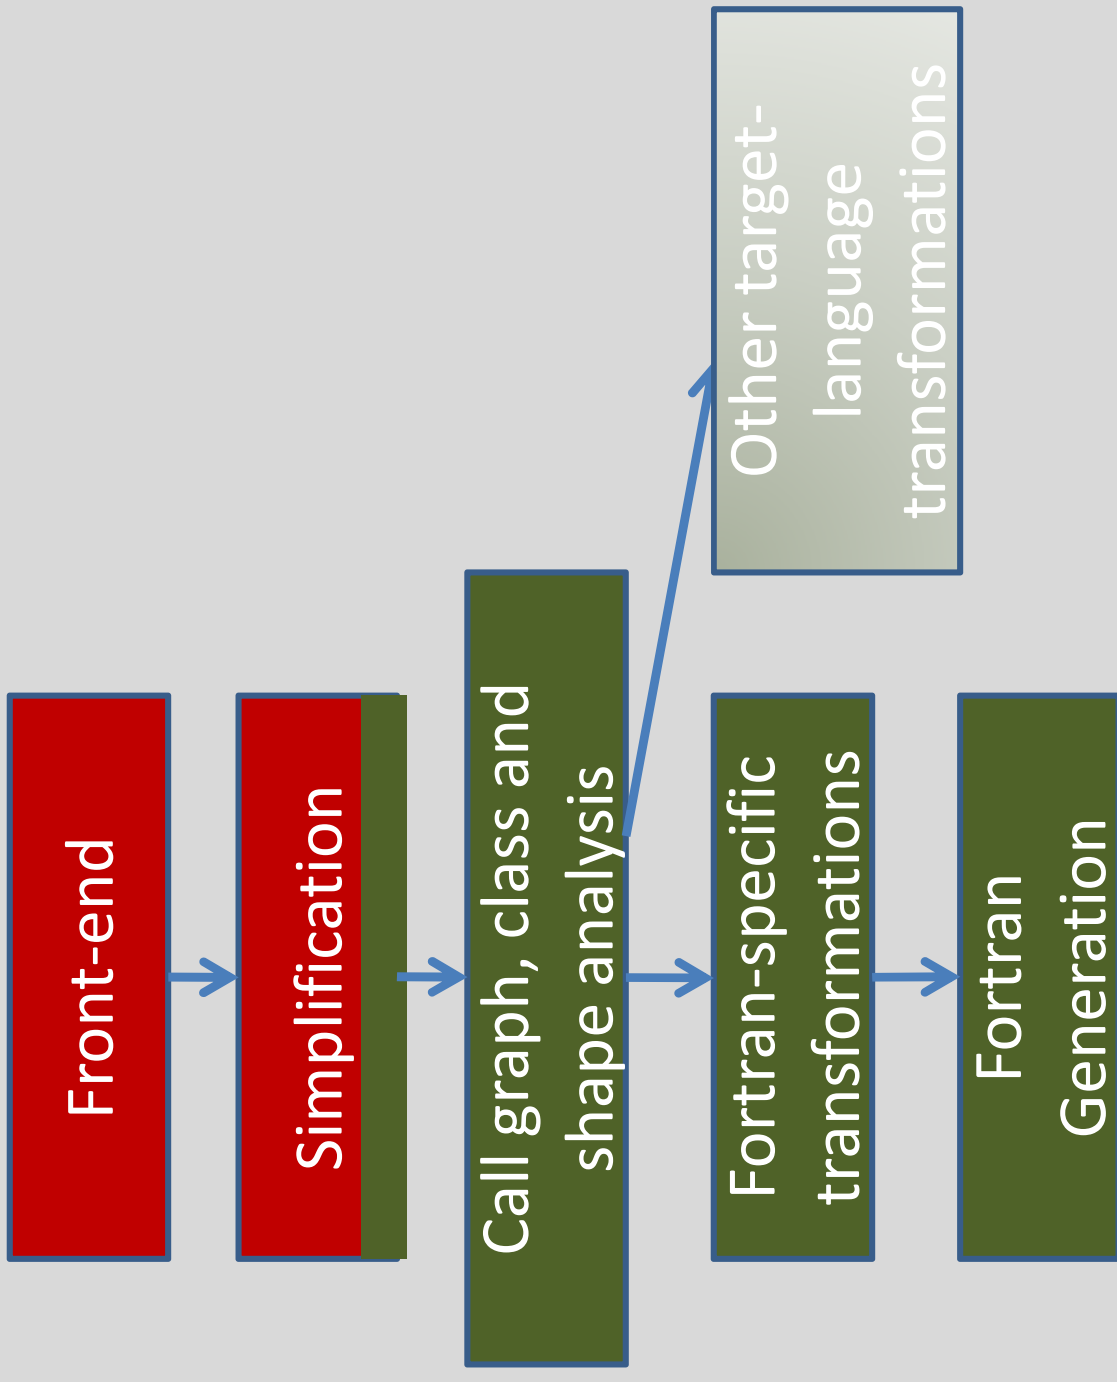 Front-end
Simplification
Call graph, class and
shape analysis
Fortran-specific
transformations
Other target-
language
transformations
Fortran
Generation